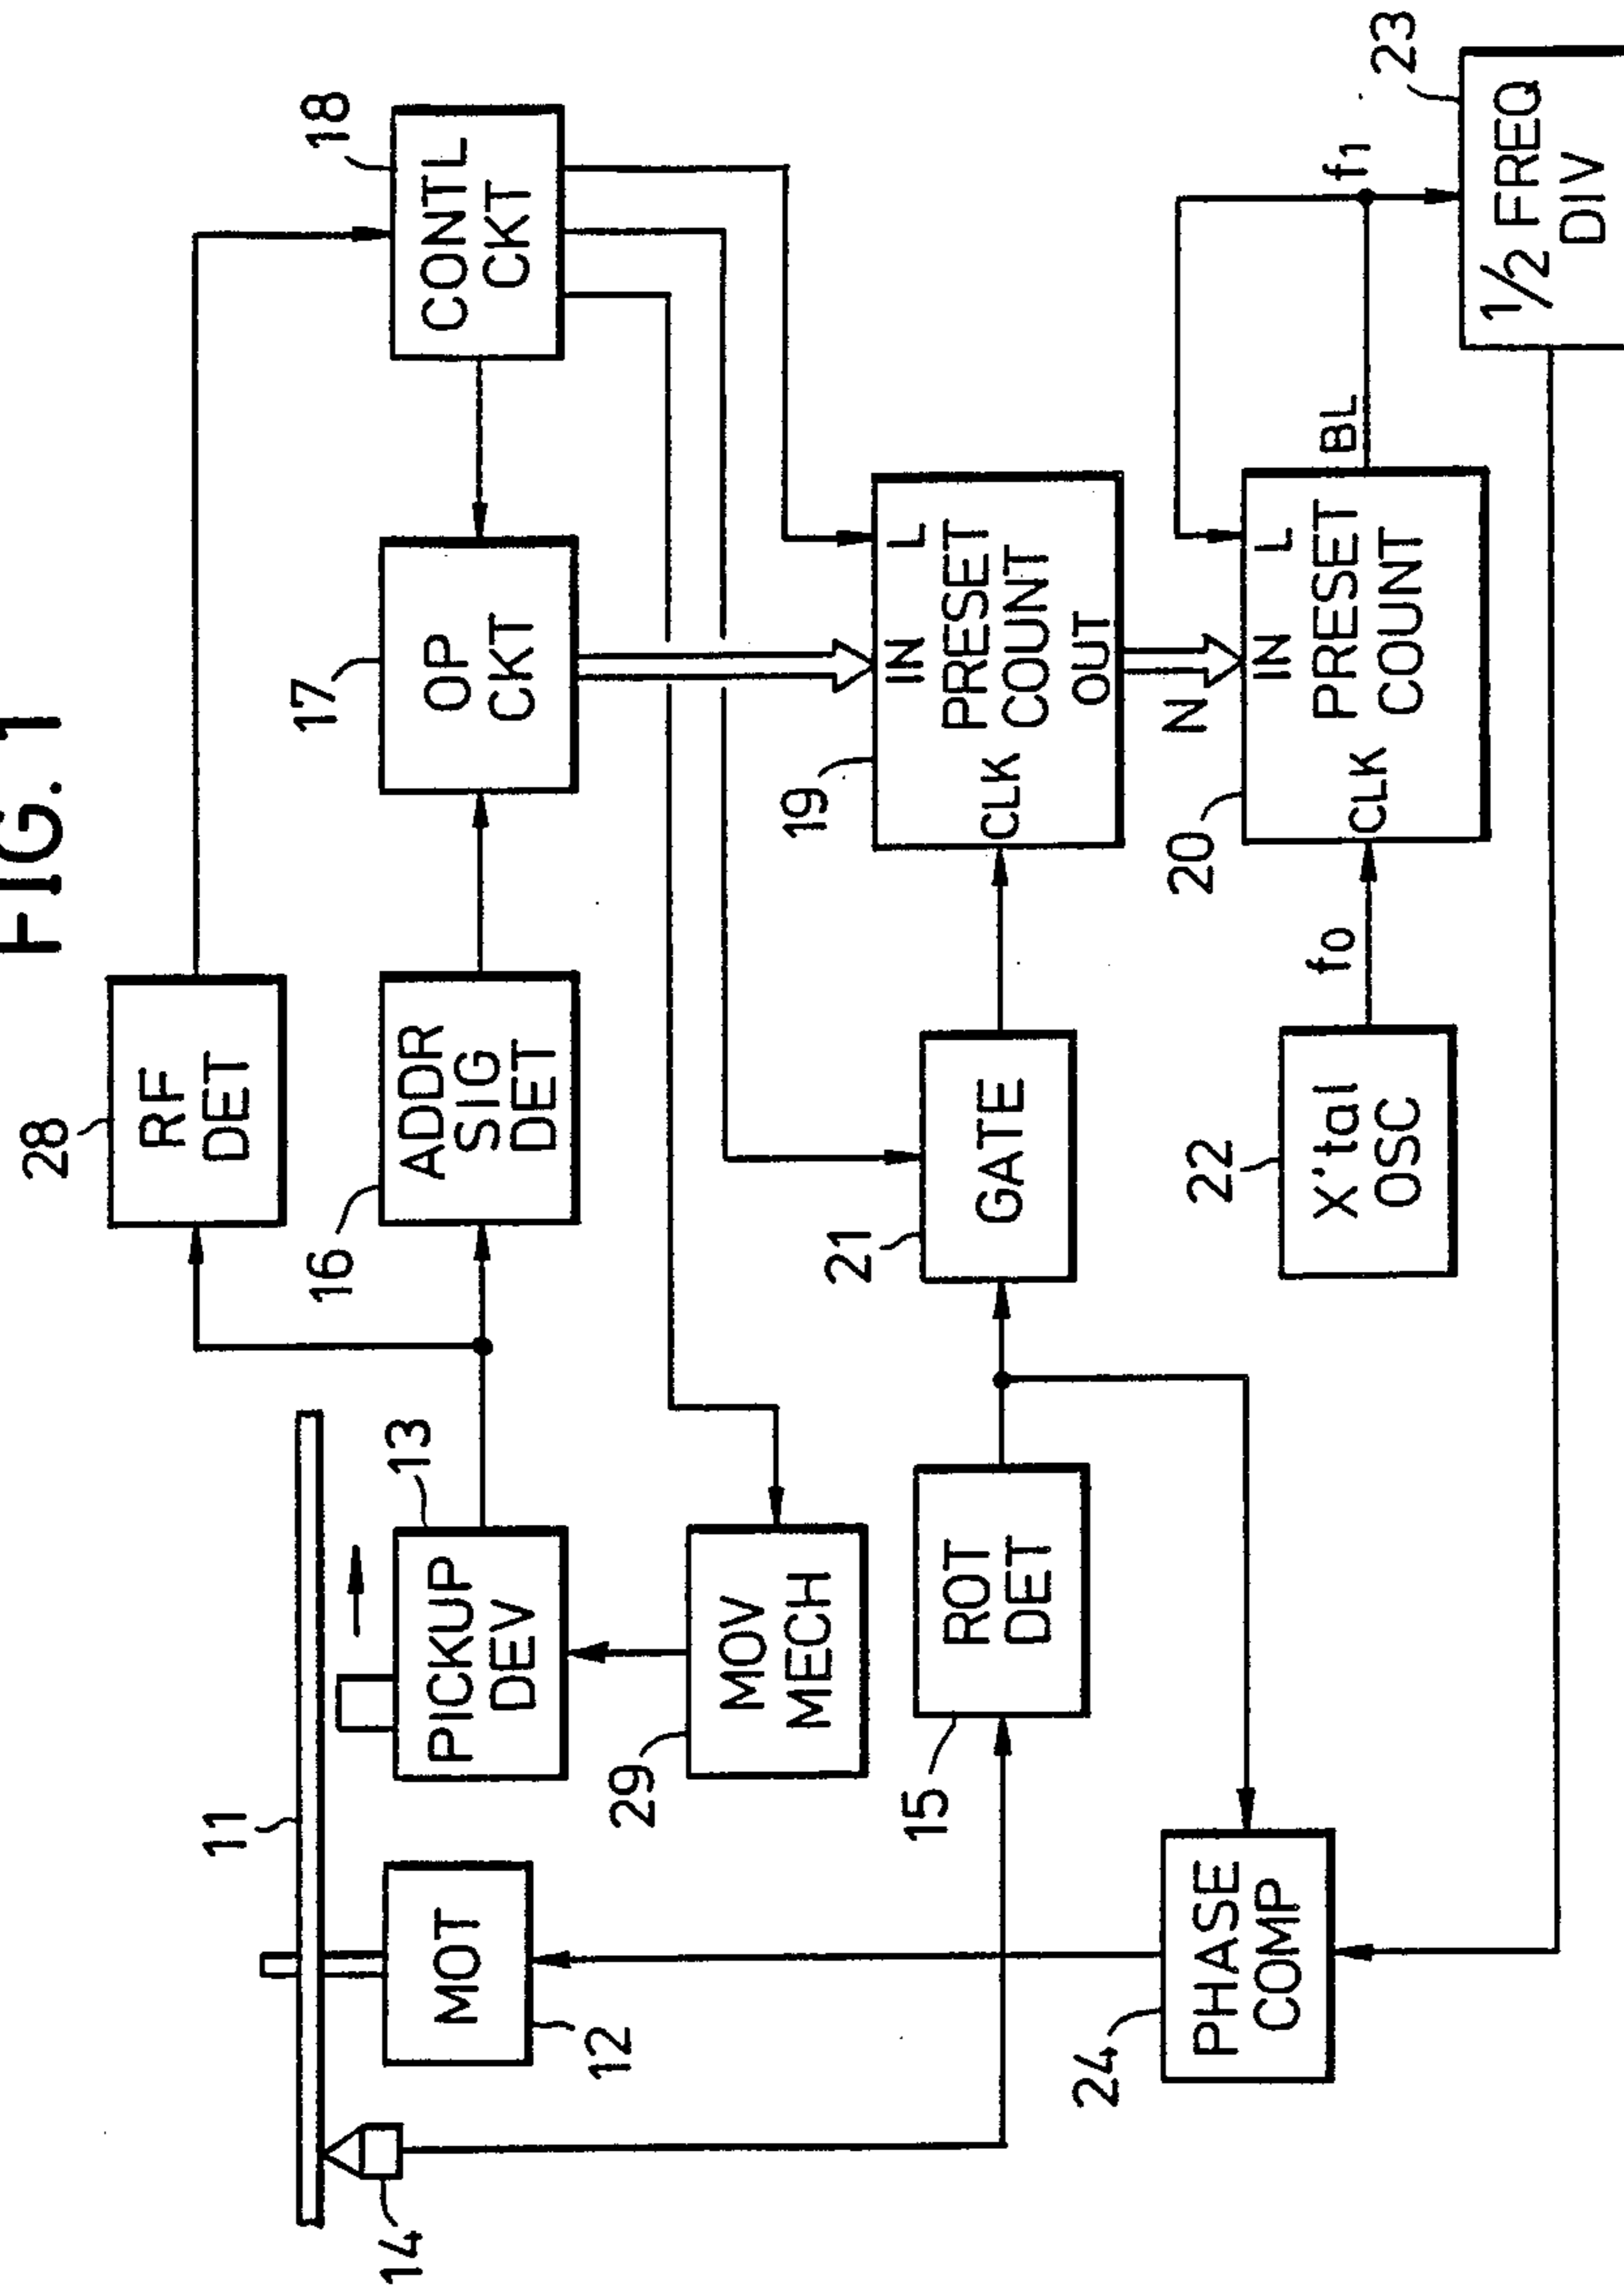 FIG. 1
28
RF
DET
18
CONTL
CKT
11
13
PICKUP
DEV
16
ADDR
SIG
DET
17
OP
CKT
14
MOT
12
29
MOV
MECH
15
ROT
DET
21
GATE
19
IN
L
PRESET
COUNT
CLK
OUT
N
24
PHASE
COMP
22
X'tal
OSC
fo
20
IN
L
PRESET
COUNT
CLK
BL
f1
23
1/2 FREQ
DIV